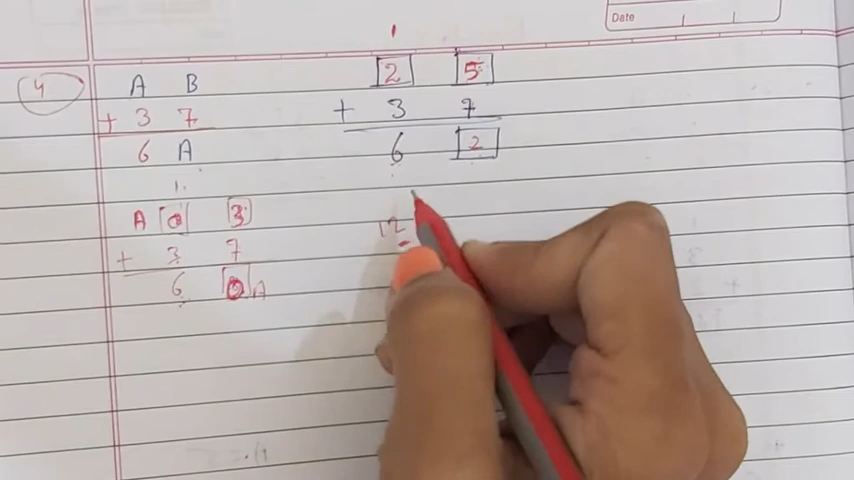 Date
4
A B
+ 3 7
6 A
1
2 5
+ 3 7
6 2
1
A 0 3
+ 3 7
6 0 A
12